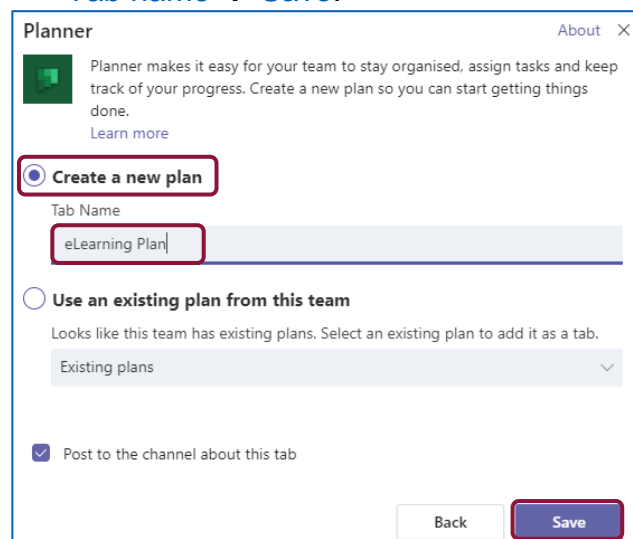 Planner About
Planner makes it easy for your team to stay organised, assign tasks and keep
track of your progress. Create a new plan so you can start getting things
done.
Learn more
Create a new plan
Tab Name
eLearning Plan
Use an existing plan from this team
Looks like this team has existing plans. Select an existing plan to add it as a tab.
Existing plans
Post to the channel about this tab
Back Save